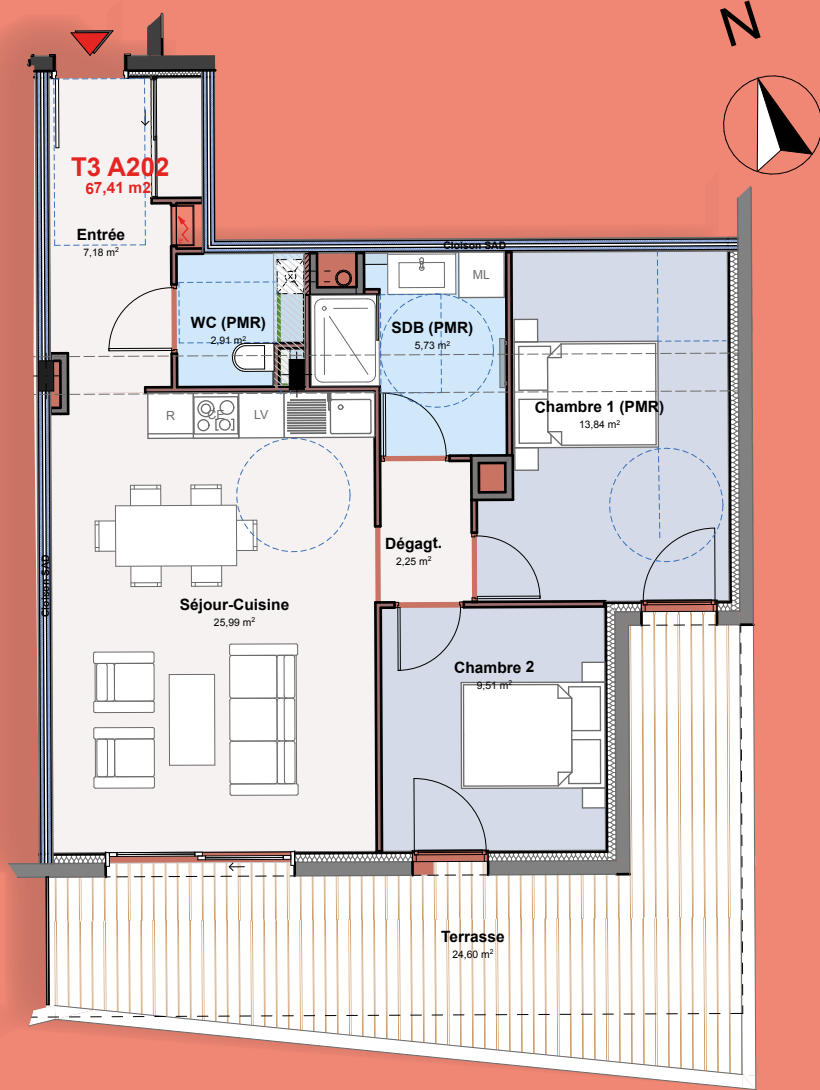 N
T3 A202
67,41 m2
Entrée
7,18 m²
Cloison SAD
WC (PMR)
2,91 m²
SDB (PMR)
5,73 m²
ML
Chambre 1 (PMR)
13,84 m²
R
LV
Dégagt.
2,25 m²
Cloison SAD
Séjour-Cuisine
25,99 m²
Chambre 2
9,51 m²
Terrasse
24,60 m²